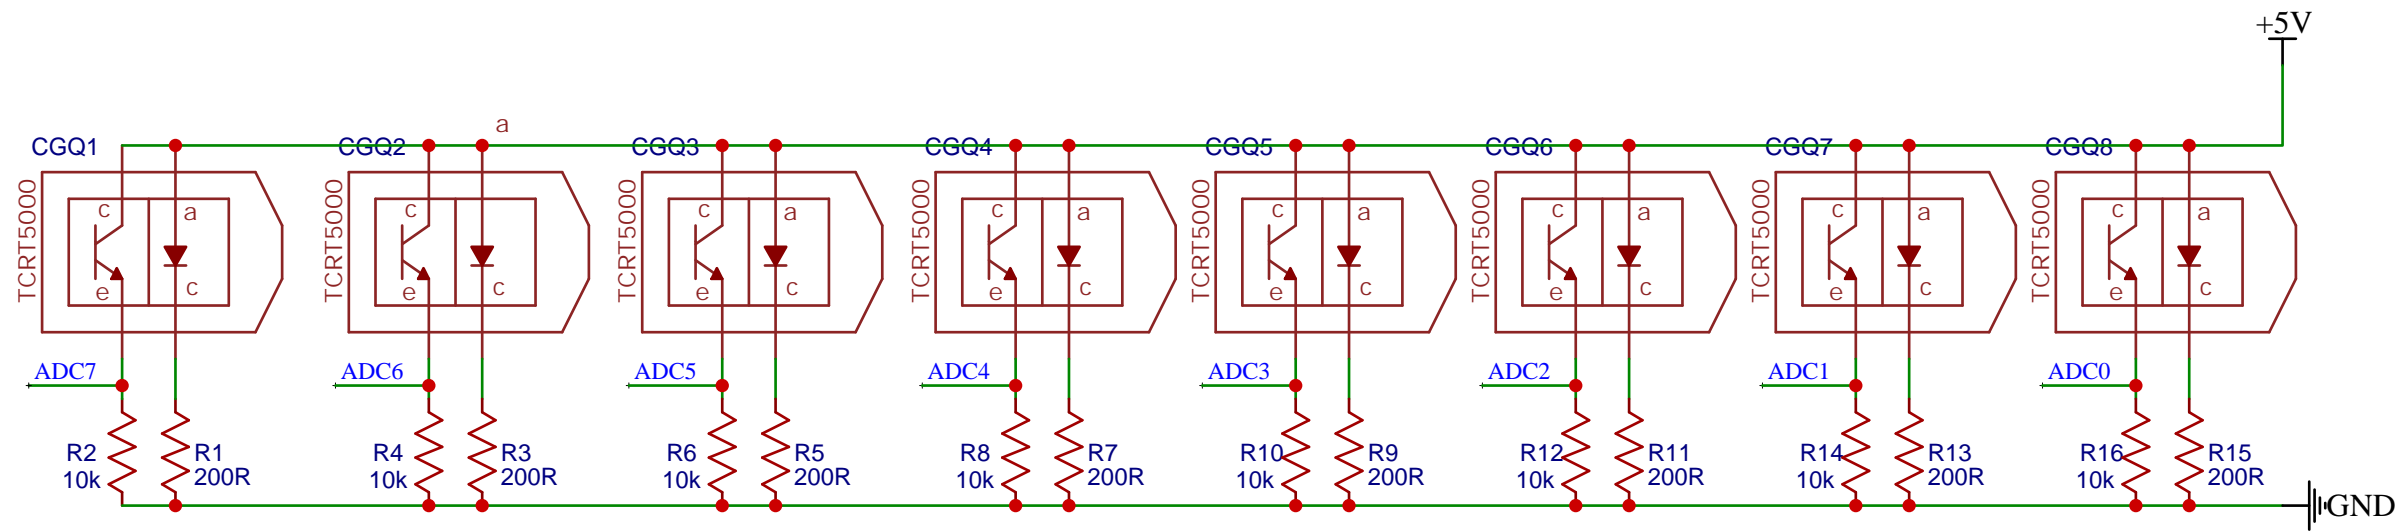 +5V
a
CGQ1 CGQ2 CGQ3 CGQ4 CGQ5 CGQ6 CGQ7 CGQ8
TCRT5000 TCRT5000 TCRT5000 TCRT5000 TCRT5000 TCRT5000 TCRT5000 TCRT5000
c a c c a c a c a c a c a c a
e c e c e c e c e c e c e c e c
ADC7 ADC6 ADC5 ADC4 ADC3 ADC2 ADC1 ADC0
R2 R1 R4 R3 R6 R5 R8 R7 R10 R9 R12 R11 R14 R13 R16 R15
10k 200R 10k 200R 10k 200R 10k 200R 10k 200R 10k 200R 10k 200R 10k 200R
GND